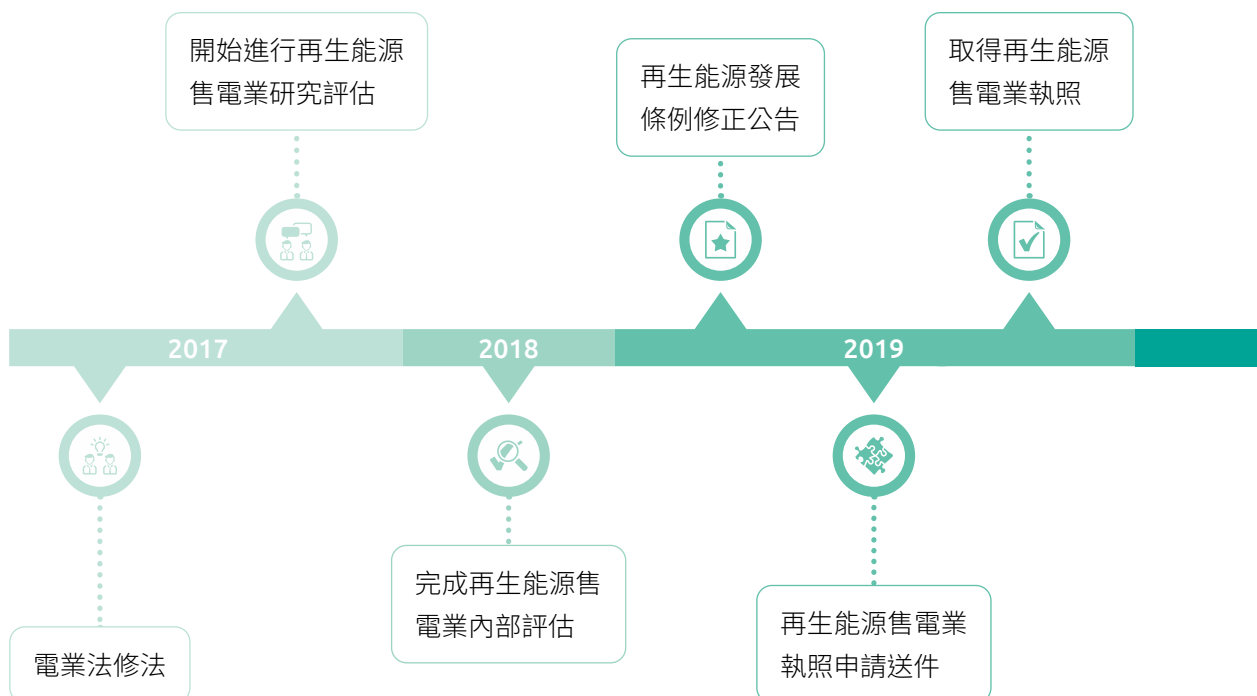 開始進行再生能源
售電業研究評估
再生能源發展
條例修正公告
取得再生能源
售電業執照
2017
2018
2019
電業法修法
完成再生能源售
電業內部評估
再生能源售電業
執照申請送件